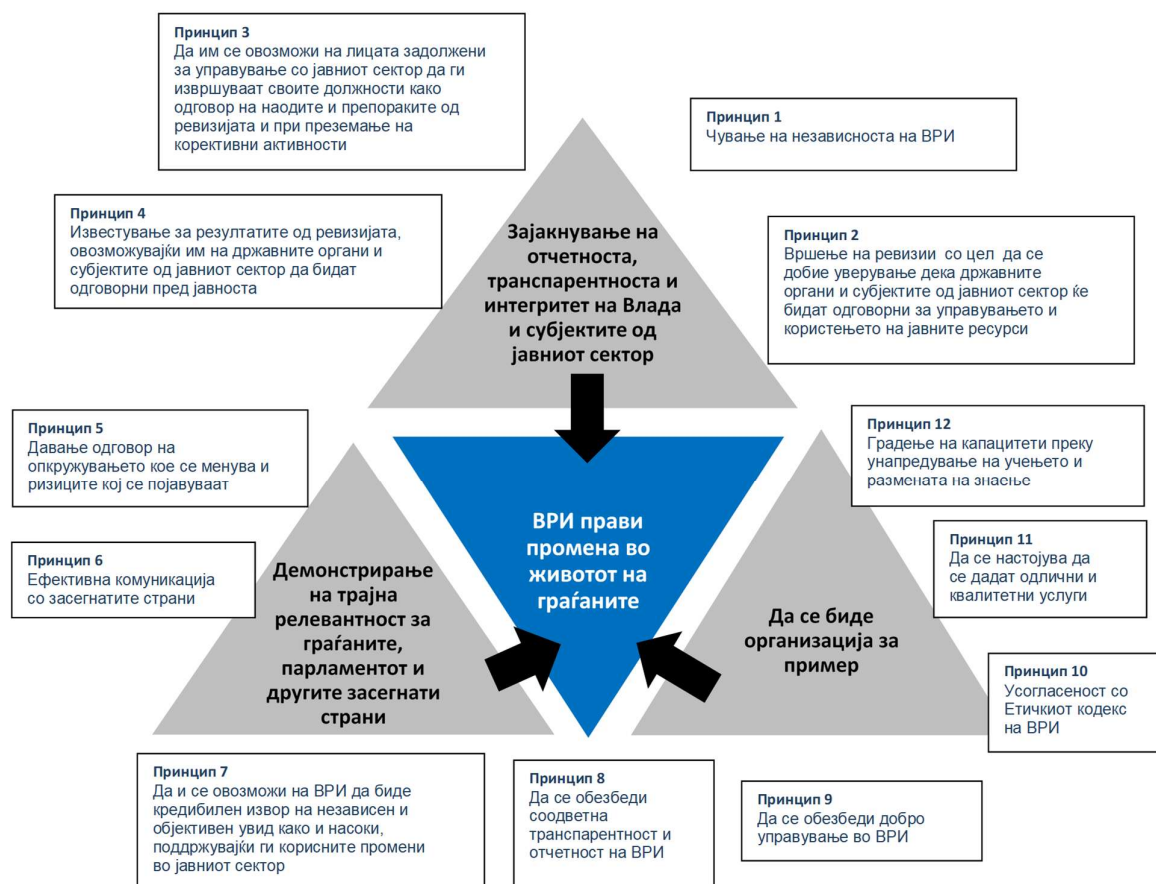 Принцип 3
Да им се овозможи на лицата задолжени
за управување со јавниот сектор да ги
извршуваат своите должности како
одговор на наодите и препораките од
ревизијата и при преземање на
корективни активности
Принцип 1
Чување на независноста на ВРИ
Принцип 4
Известување за резултатите од ревизијата,
овозможувајќи им на државните органи и
субјектите од јавниот сектор да бидат
одговорни пред јавноста
Принцип 2
Вршење на ревизии со цел да се
добие уверување дека државните
органи и субјектите од јавниот сектор ќе
бидат одговорни за управувањето и
користењето на јавните ресурси
Зајакнување на
отчетноста,
транспарентноста и
интегритет на Влада
и субјектите од
јавниот сектор
Принцип 5
Давање одговор на
опкружувањето кое се менува и
ризиците кој се појавуваат
Принцип 12
Градење на капацитети преку
унапредување на учењето и
размената на знаење
Принцип 6
Ефективна комуникација
со засегнатите страни
Принцип 11
Да се настојува да
се дадат одлични и
квалитетни услуги
ВРИ прави
промена во
животот на
граѓаните
Демонстрирање
на трајна
релевантност за
граѓаните,
парламентот и
другите засегнати
страни
Да се биде
организација за
пример
Принцип 10
Усогласеност со
Етичкиот кодекс
на ВРИ
Принцип 7
Да и се овозможи на ВРИ да биде
кредибилен извор на независен и
објективен увид како и насоки,
поддржувајќи ги корисните промени
во јавниот сектор
Принцип 8
Да се обезбеди
соодветна
транспарентност и
отчетност на ВРИ
Принцип 9
Да се обезбеди добро
управување во ВРИ